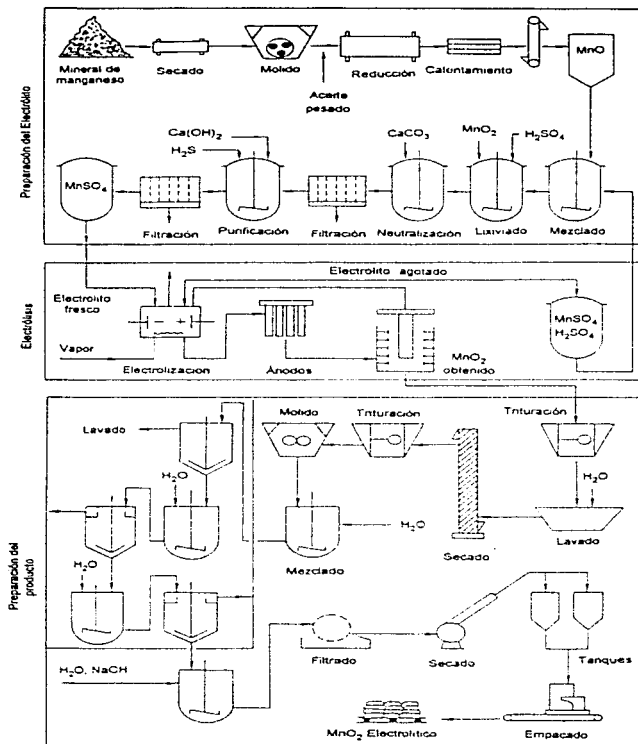 Preparación del Electrólito
Mineral de
manganeso
Secado
Molido
Aceite
pesado
Reducción
Calentamiento
MnO
MnSO₄
Filtración
Ca(OH)₂
H₂S
Purificación
Filtración
CaCO₃
Neutralización
MnO₂
H₂SO₄
Lixiviado
Mezclado
Electrólisis
Electrolito
fresco
Vapor
Electrolización
Ánodos
Electrolito agotado
MnO₂
obtenido
MnSO₄
H₂SO₄
Preparación del
producto
Lavado
H₂O
H₂O
Molido
Trituración
Trituración
H₂O
Mezclado
H₂O
Secado
Lavado
H₂O, NaCH
Filtrado
Secado
Tanques
MnO₂ Electrolítico
Empacado